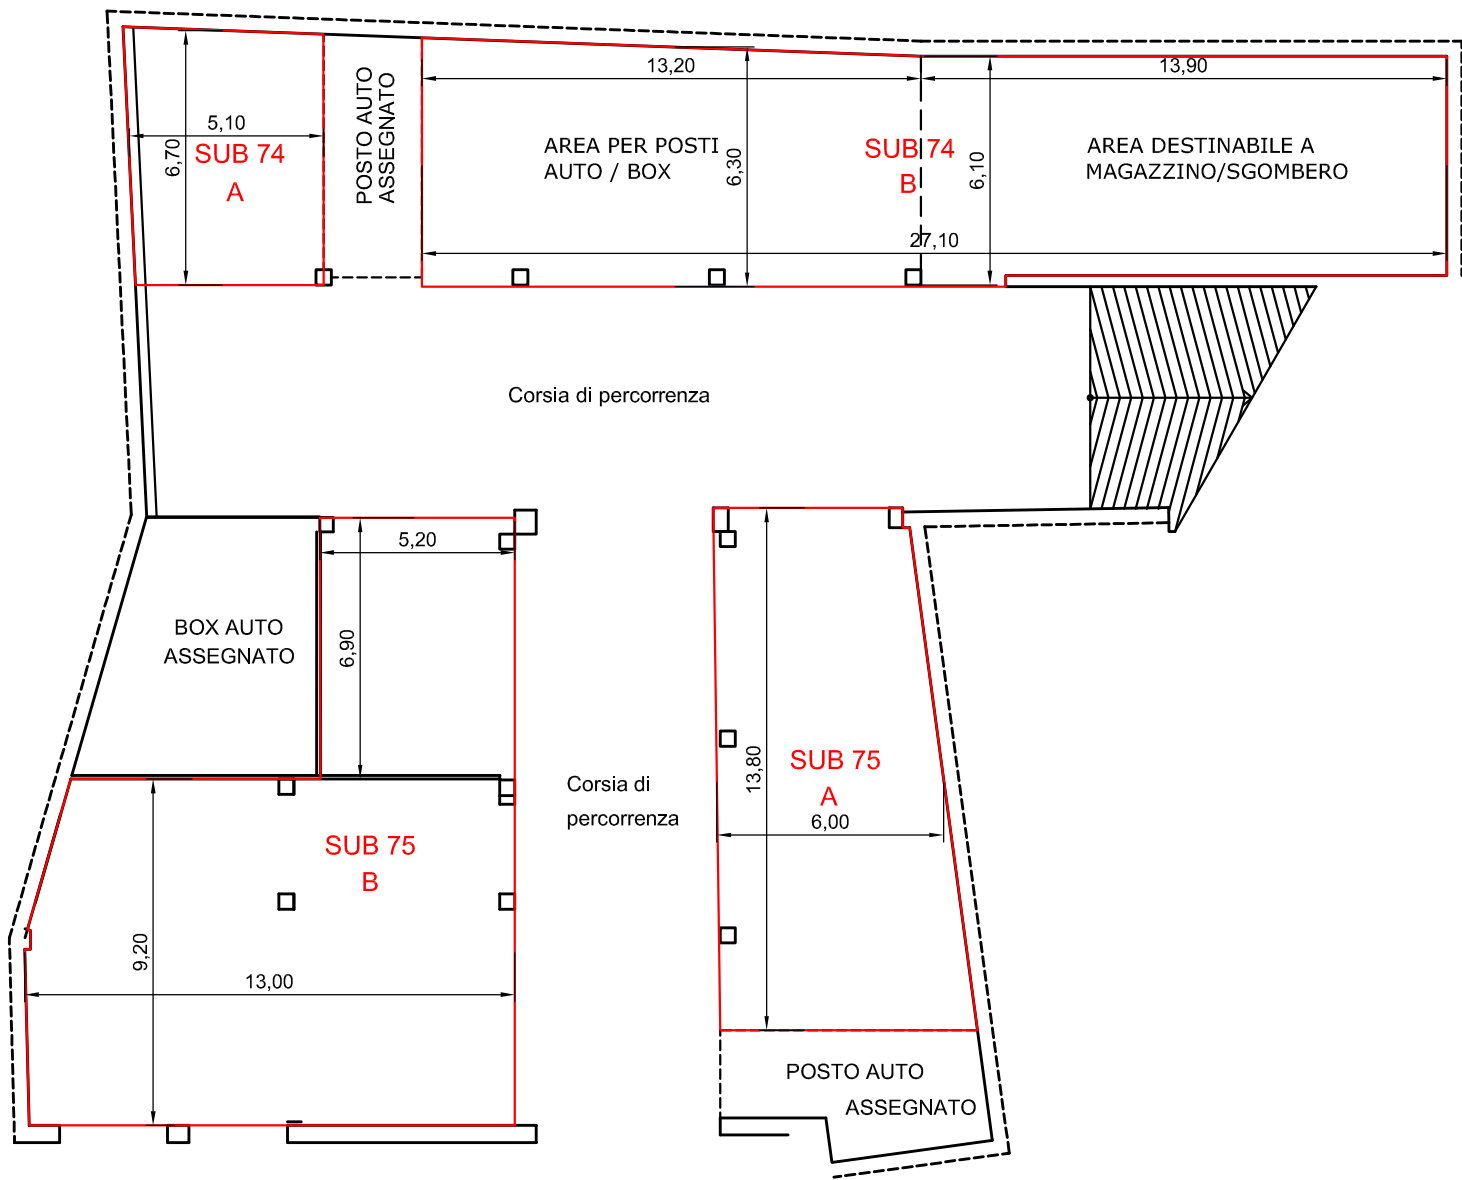 13,20
13,90
5,10
6,70
SUB 74
A
POSTO AUTO
ASSEGNATO
AREA PER POSTI
AUTO / BOX
6,30
SUB 74
B
6,10
AREA DESTINABILE A
MAGAZZINO/SGOMBERO
27,10
Corsia di percorrenza
5,20
6,90
BOX AUTO
ASSEGNATO
Corsia di
percorrenza
13,80
SUB 75
A
6,00
SUB 75
B
9,20
13,00
POSTO AUTO
ASSEGNATO